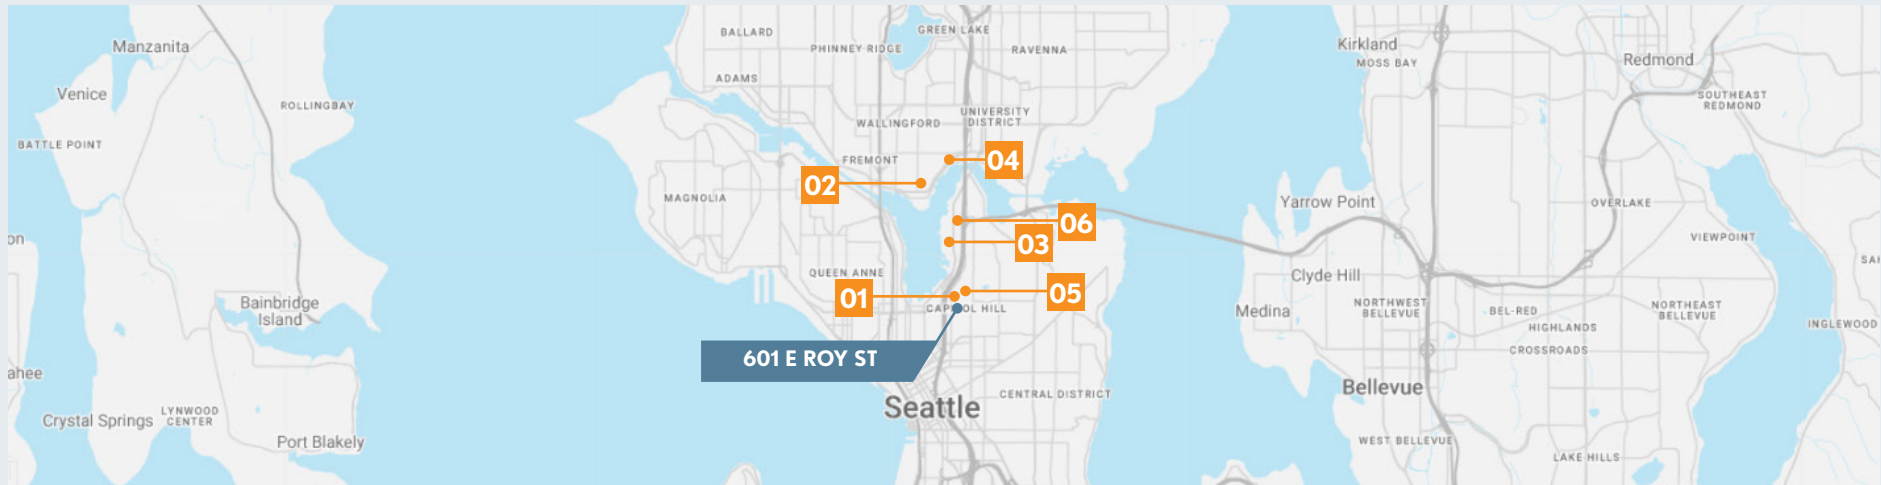 BALLARD
GREEN LAKE
Manzanita
PHINNEY RIDGE
RAVENNA
Kirkland
MOSS BAY
Redmond
ADAMS
Venice
ROLLINGBAY
SOUTHEAST
REDMOND
UNIVERSITY
DISTRICT
WALLINGFORD
BATTLE POINT
FREMONT
04
02
MAGNOLIA
Yarrow Point
OVERLAKE
06
on
03
VIEWPOINT
SAM
QUEEN ANNE
Clyde Hill
01
05
Bainbridge
Island
CAPITOL HILL
Medina
NORTHWEST
BELLEVUE
BEL-RED
NORTHEAST
BELLEVUE
HIGHLANDS
INGLEWOOD
CROSSROADS
601 E ROY ST
ahee
Bellevue
CENTRAL DISTRICT
Seattle
Crystal Springs
LYNWOOD
CENTER
Port Blakely
WEST BELLEVUE
LAKE HILLS